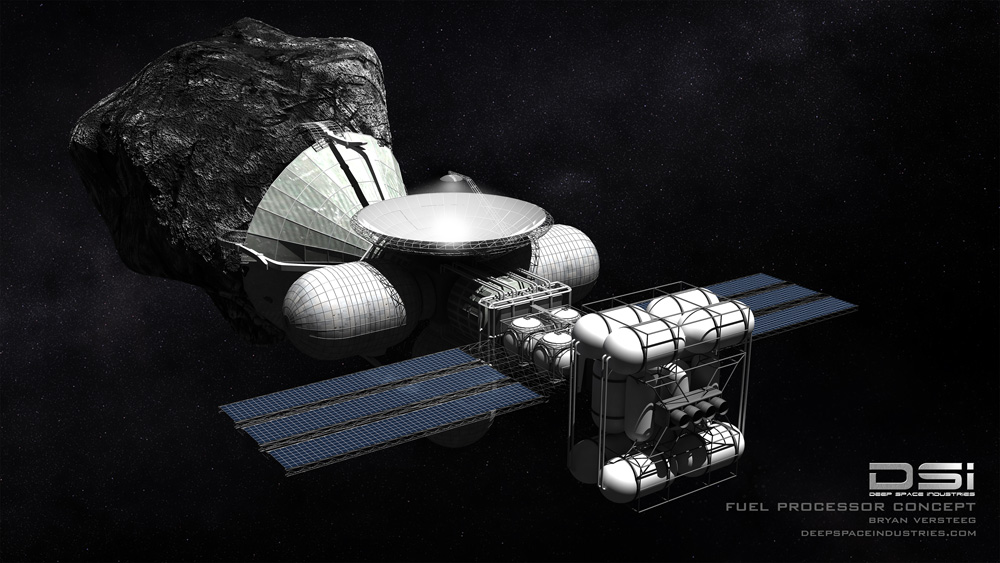 DSi
DEEP SPACE INDUSTRIES
FUEL PROCESSOR CONCEPT
BRYAN VERSTEEG
DEEPSPACEINDUSTRIES.COM